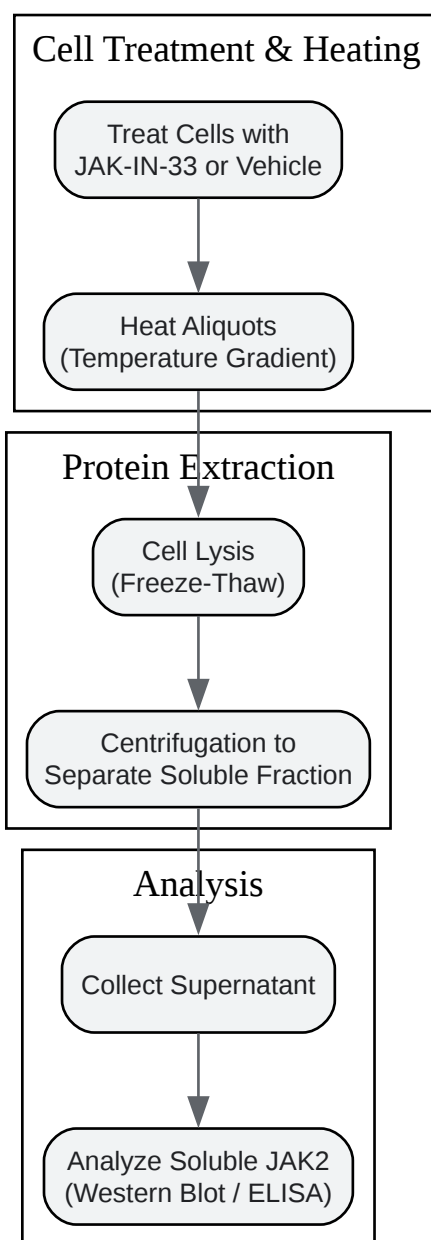 Cell Treatment & Heating
Treat Cells with
JAK-IN-33 or Vehicle
Heat Aliquots
(Temperature Gradient)
Protein Extraction
Cell Lysis
(Freeze-Thaw)
Centrifugation to
Separate Soluble Fraction
Analysis
Collect Supernatant
Analyze Soluble JAK2
(Western Blot / ELISA)